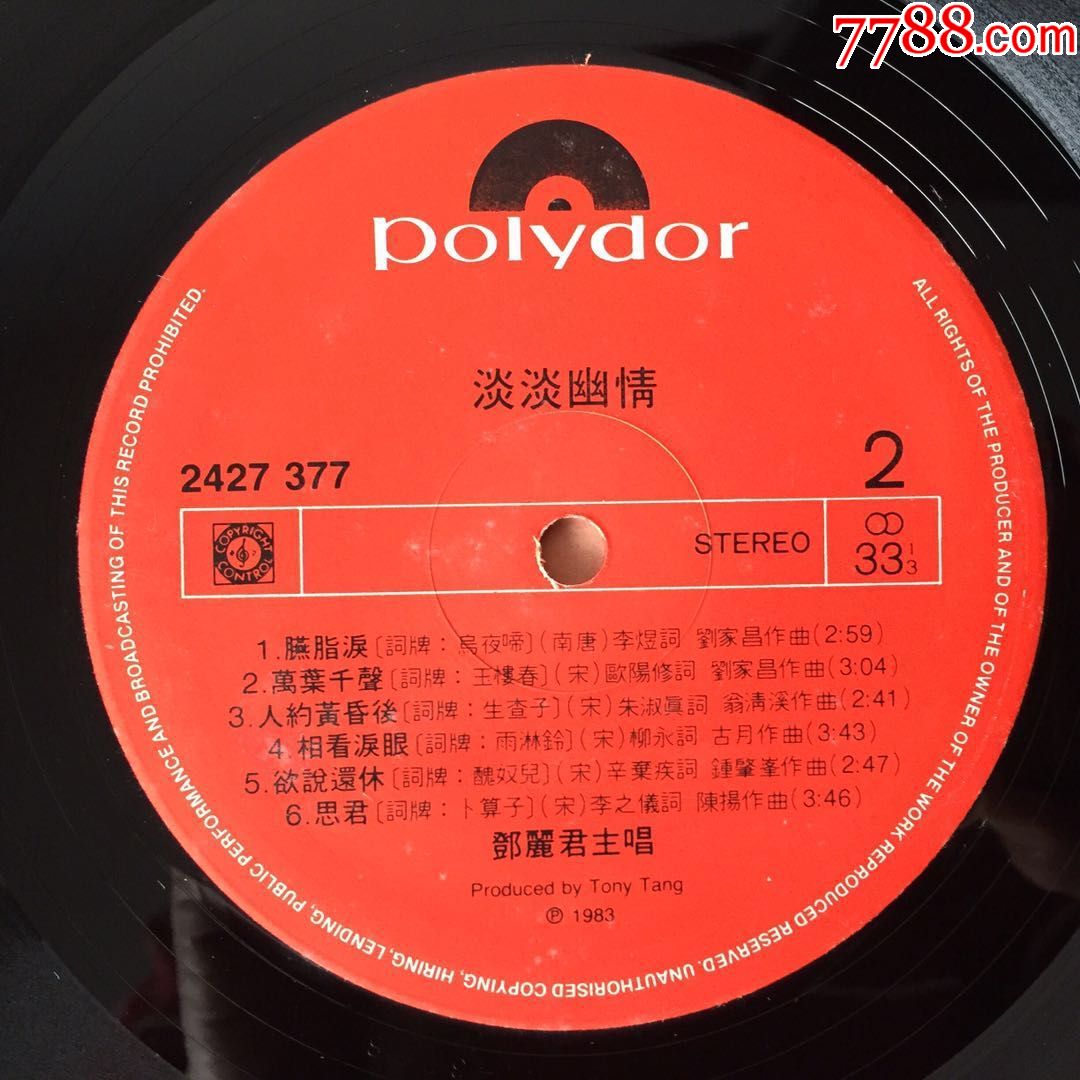 7788.com
polydor
淡淡幽情
2427 377
2
COPYRIGHT CONTROL
STEREO
33 1/3
1.臙脂淚〔詞牌：烏夜啼〕(南唐)李煜詞 劉家昌作曲(2:59)
2.萬葉千聲〔詞牌：玉樓春〕(宋)歐陽修詞 劉家昌作曲(3:04)
3.人約黃昏後〔詞牌：生查子〕(宋)朱淑眞詞 翁淸溪作曲(2:41)
4.相看淚眼〔詞牌：雨淋鈴〕(宋)柳永詞 古月作曲(3:43)
5.欲說還休〔詞牌：醜奴兒〕(宋)辛棄疾詞 鍾肇峯作曲(2:47)
6.思君〔詞牌：卜算子〕(宋)李之儀詞 陳揚作曲(3:46)
鄧麗君主唱
Produced by Tony Tang
℗ 1983
ALL RIGHTS OF THE PRODUCER AND OF THE OWNER OF THE WORK REPRODUCED RESERVED. UNAUTHORISED COPYING, HIRING, LENDING, PUBLIC PERFORMANCE AND BROADCASTING OF THIS RECORD PROHIBITED.